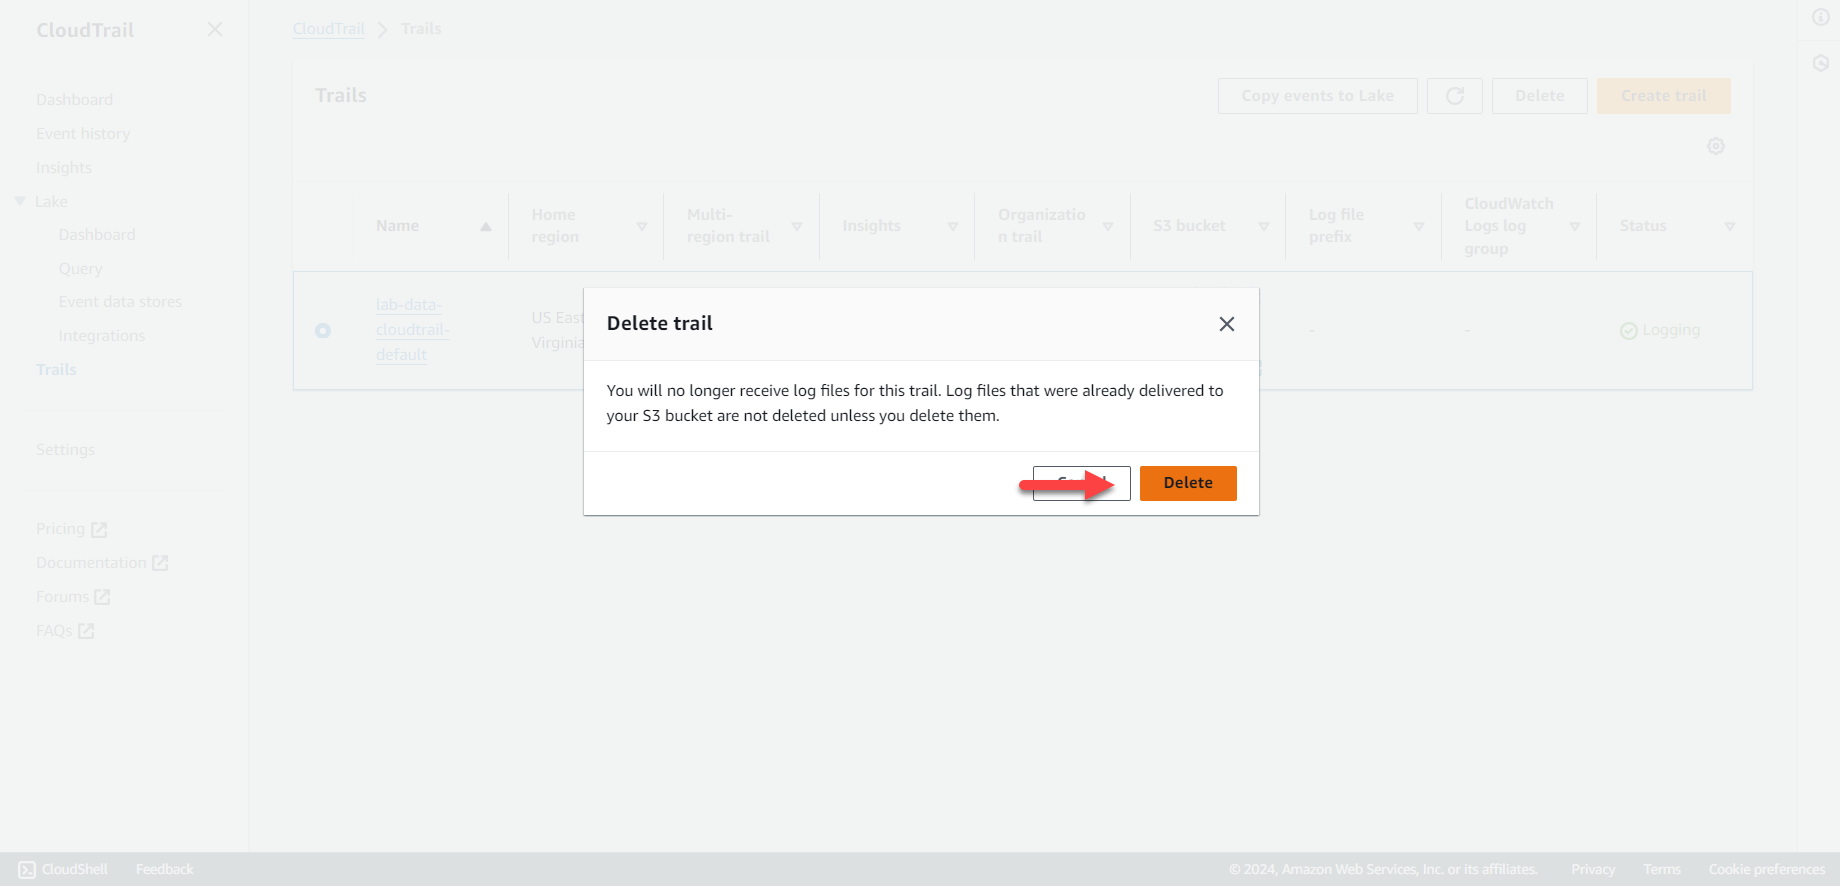 CloudTrail
Dashboard
Event history
Insights
Lake
Dashboard
Query
Event data stores
Integrations
Trails
Settings
Pricing
Documentation
Forums
FAQs
CloudTrail Trails
Trails
Copy events to Lake Delete Create trail
Name
Home
region
Multi-
region trail
Insights
Organizatio
n trail
S3 bucket
Log file
prefix
CloudWatch
Logs log
group
Status
lab-data-
cloudtrail-
default
US East
Virginia
-
-
Logging
Delete trail
You will no longer receive log files for this trail. Log files that were already delivered to
your S3 bucket are not deleted unless you delete them.
Delete
CloudShell Feedback © 2024, Amazon Web Services, Inc. or its affiliates. Privacy Terms Cookie preferences